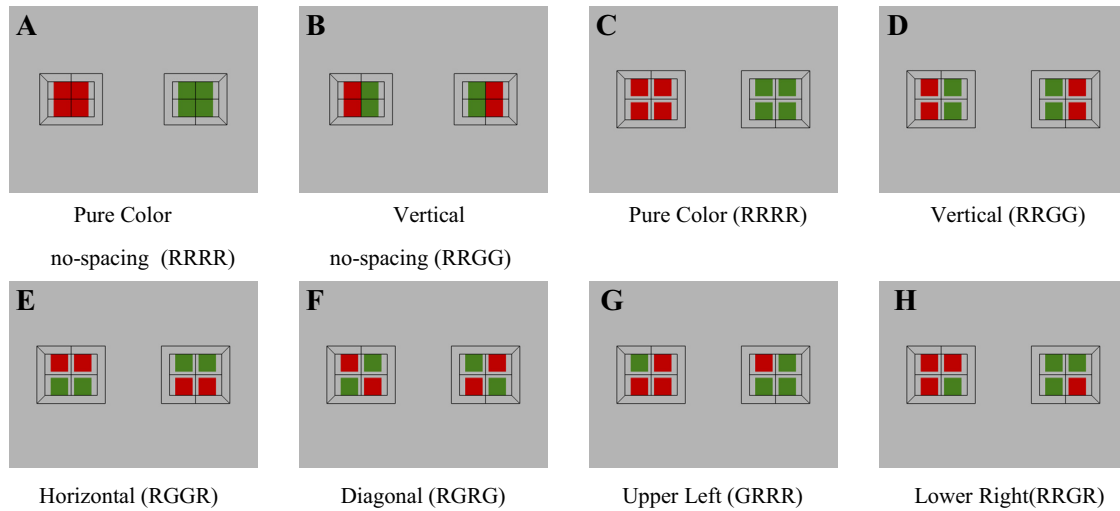 A
B
C
D
Pure Color
no-spacing (RRRR)
Vertical
no-spacing (RRGG)
Pure Color (RRRR)
Vertical (RRGG)
E
F
G
H
Horizontal (RGGR)
Diagonal (RGRG)
Upper Left (GRRR)
Lower Right(RRGR)